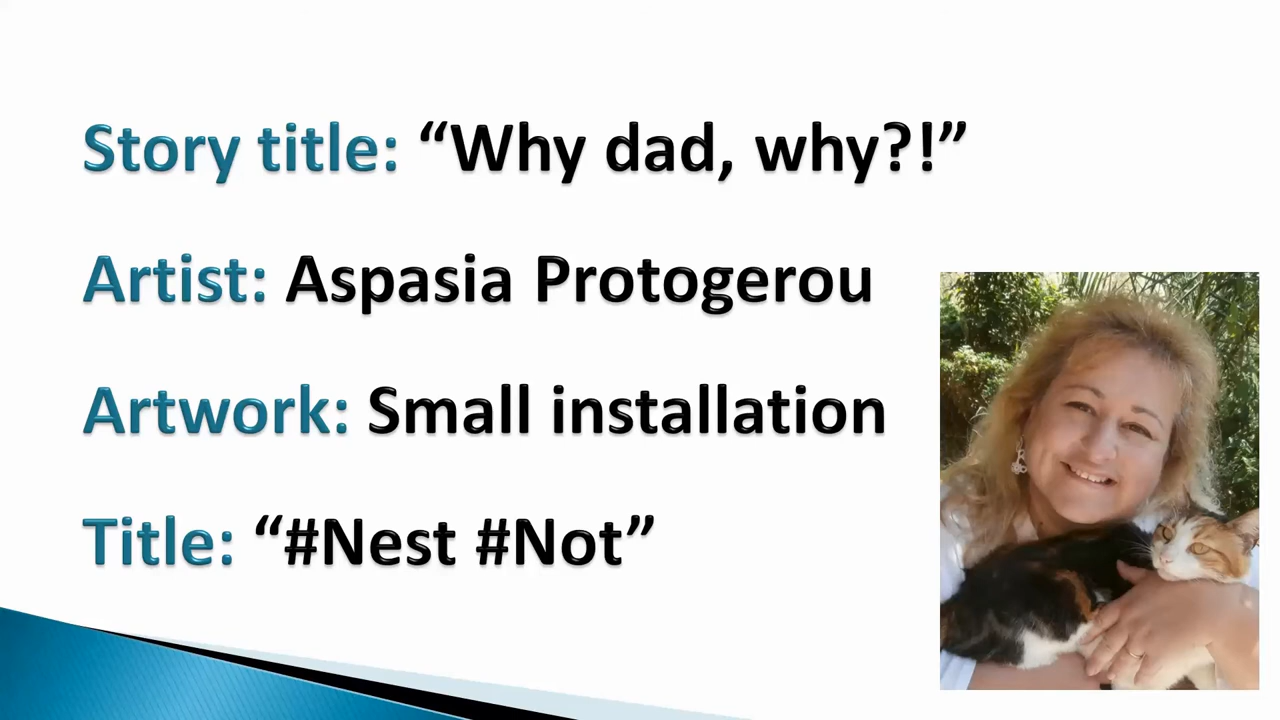 Story title: “Why dad, why?!”
Artist: Aspasia Protogerou
Artwork: Small installation
Title: “#Nest #Not”